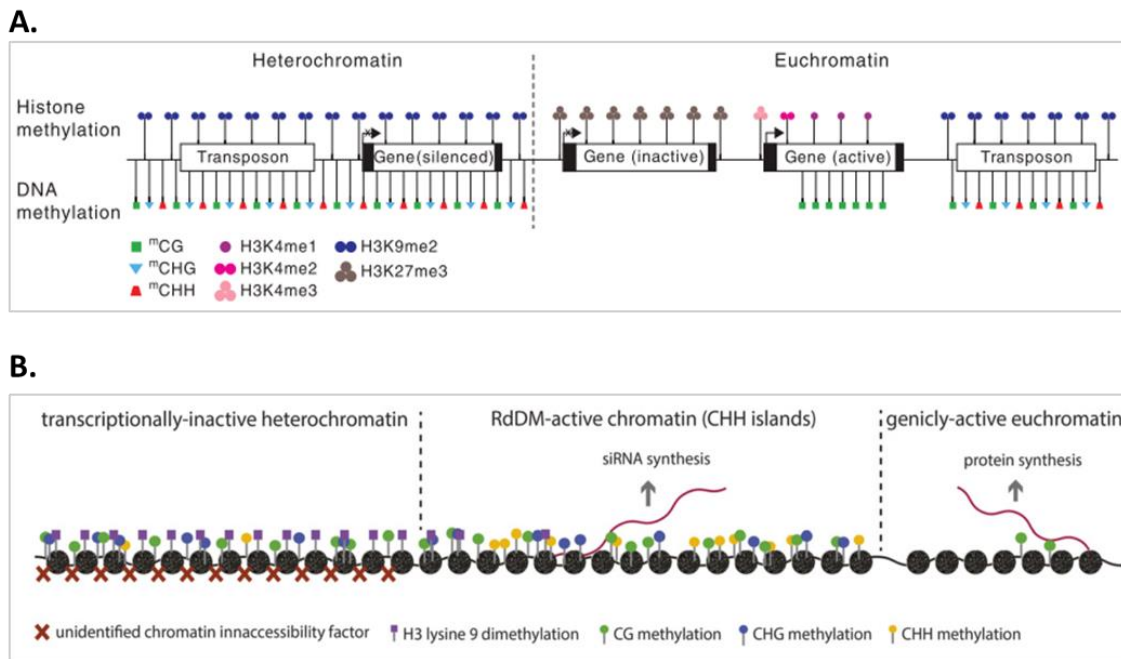 A.
Heterochromatin
Euchromatin
Histone
methylation
Transposon
Gene (silenced)
Gene (inactive)
Gene (active)
Transposon
DNA
methylation
mCG
H3K4me1
H3K9me2
mCHG
H3K4me2
H3K27me3
mCHH
H3K4me3
B.
transcriptionally-inactive heterochromatin
RdDM-active chromatin (CHH islands)
genicly-active euchromatin
siRNA synthesis
protein synthesis
unidentified chromatin innaccessibility factor
H3 lysine 9 dimethylation
CG methylation
CHG methylation
CHH methylation